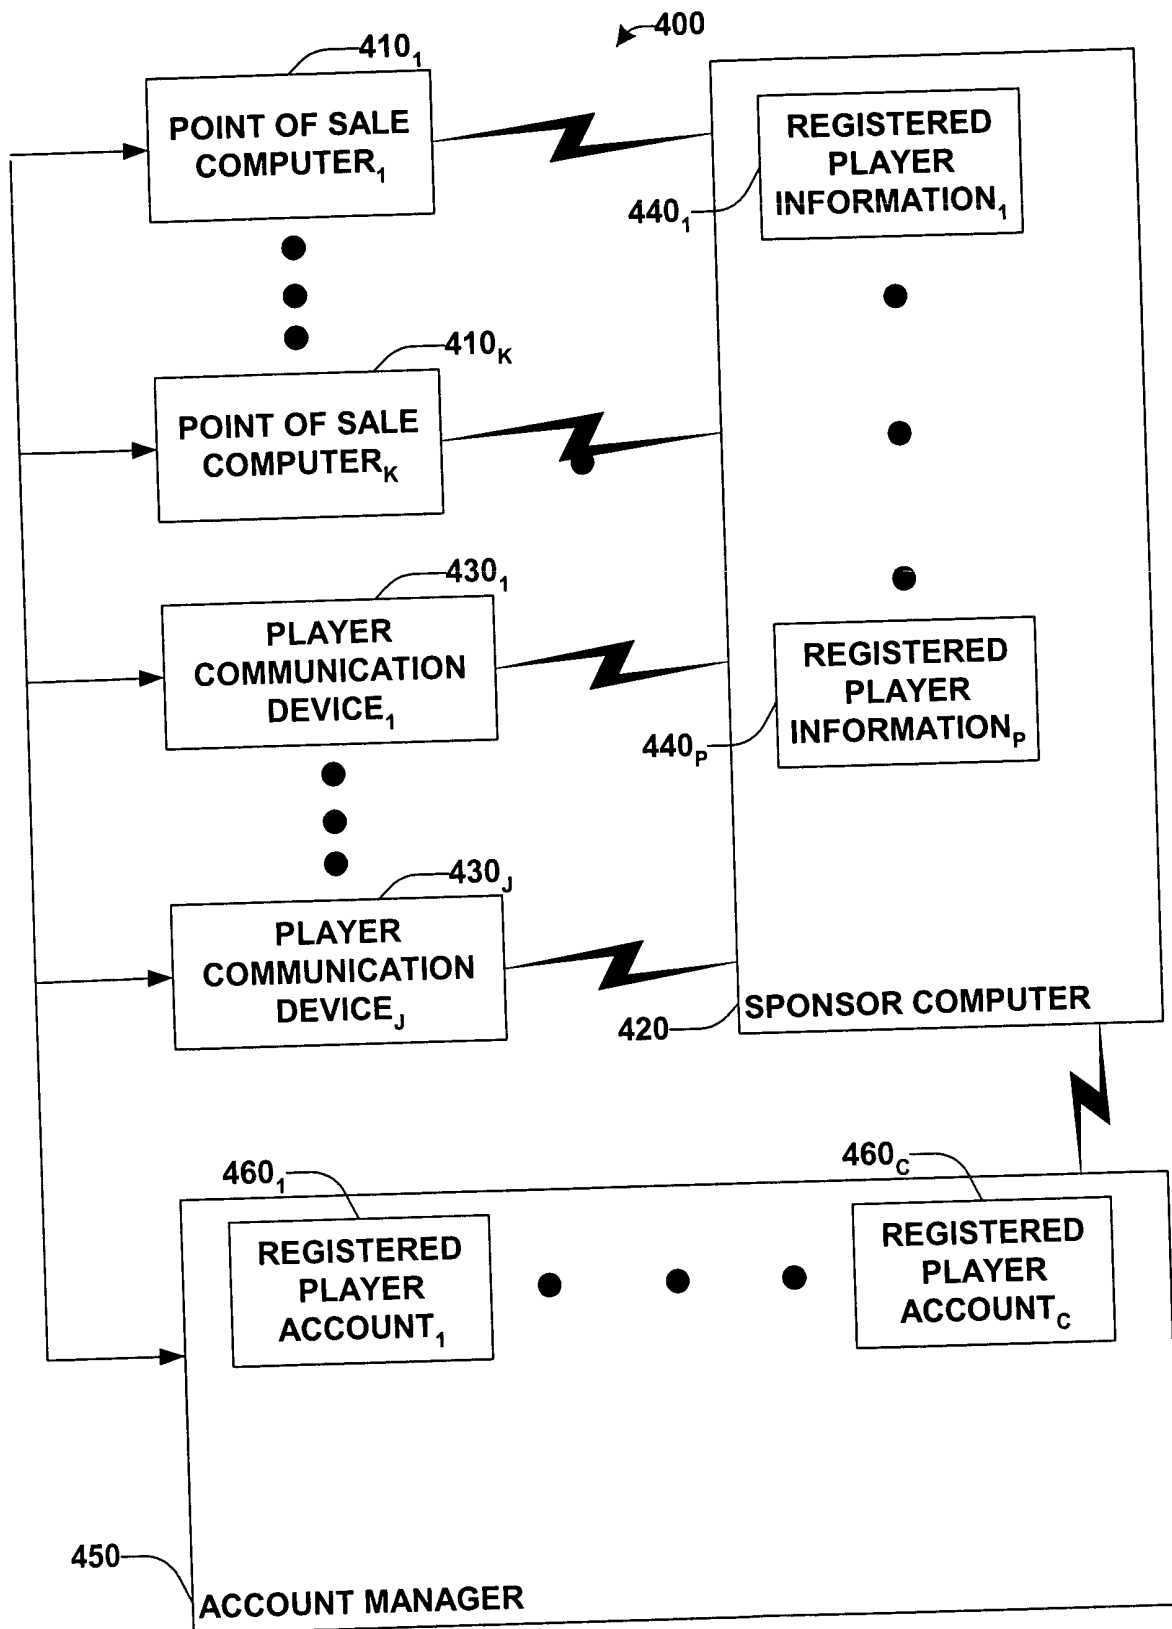 400
410₁
POINT OF SALE
COMPUTER₁
REGISTERED
PLAYER
INFORMATION₁
440₁
410ₖ
POINT OF SALE
COMPUTERₖ
430₁
PLAYER
COMMUNICATION
DEVICE₁
REGISTERED
PLAYER
INFORMATIONₚ
440ₚ
430ⱼ
PLAYER
COMMUNICATION
DEVICEⱼ
420
SPONSOR COMPUTER
460₁
REGISTERED
PLAYER
ACCOUNT₁
460꜀
REGISTERED
PLAYER
ACCOUNT꜀
450
ACCOUNT MANAGER